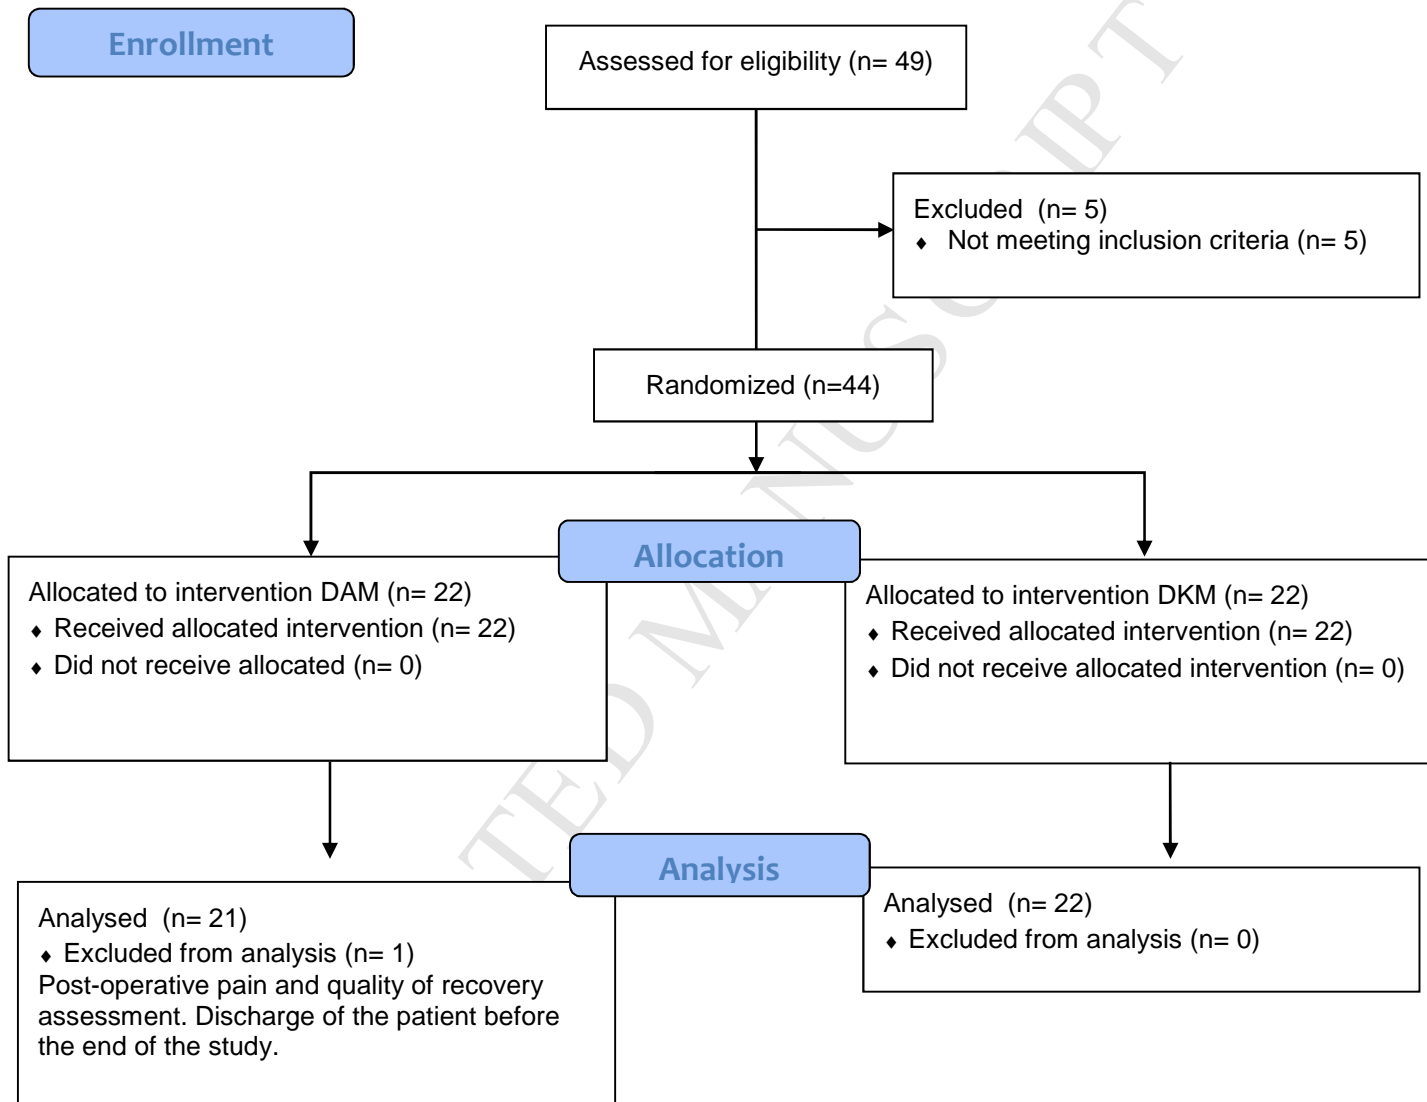 Enrollment
Assessed for eligibility (n= 49)
Excluded  (n= 5)
♦ Not meeting inclusion criteria (n= 5)
Randomized (n=44)
Allocation
Allocated to intervention DAM (n= 22)
♦ Received allocated intervention (n= 22)
♦ Did not receive allocated (n= 0)
Allocated to intervention DKM (n= 22)
♦ Received allocated intervention (n= 22)
♦ Did not receive allocated intervention (n= 0)
Analysis
Analysed  (n= 21)
♦ Excluded from analysis (n= 1)
Post-operative pain and quality of recovery
assessment. Discharge of the patient before
the end of the study.
Analysed  (n= 22)
♦ Excluded from analysis (n= 0)
TED MANUSCRIPT